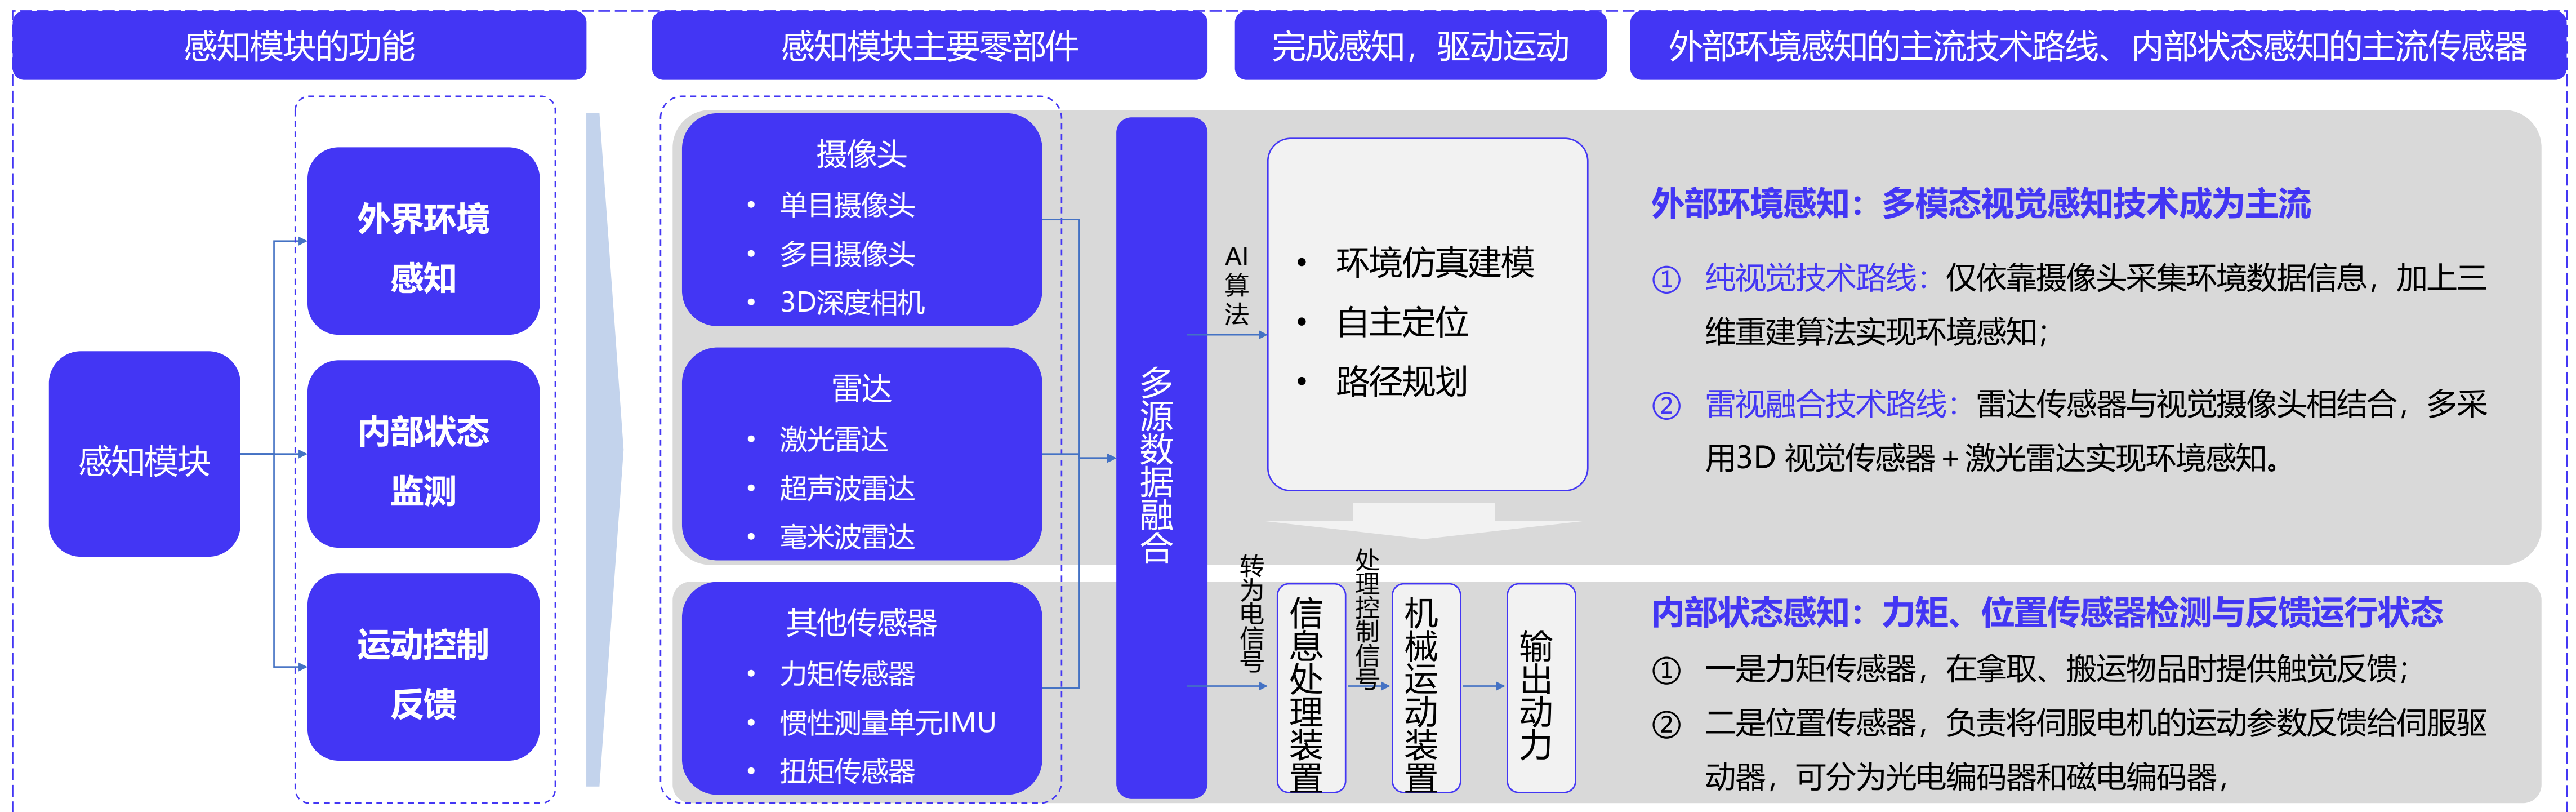 感知模块的功能
感知模块主要零部件
完成感知，驱动运动
外部环境感知的主流技术路线、内部状态感知的主流传感器
感知模块
外界环境
感知
内部状态
监测
运动控制
反馈
摄像头
• 单目摄像头
• 多目摄像头
• 3D深度相机
雷达
• 激光雷达
• 超声波雷达
• 毫米波雷达
其他传感器
• 力矩传感器
• 惯性测量单元IMU
• 扭矩传感器
多源数据融合
AI算法
• 环境仿真建模
• 自主定位
• 路径规划
转为电信号
信息处理装置
处理控制信号
机械运动装置
输出动力
外部环境感知：多模态视觉感知技术成为主流
① 纯视觉技术路线：仅依靠摄像头采集环境数据信息，加上三
维重建算法实现环境感知；
② 雷视融合技术路线：雷达传感器与视觉摄像头相结合，多采
用3D 视觉传感器＋激光雷达实现环境感知。
内部状态感知：力矩、位置传感器检测与反馈运行状态
① 一是力矩传感器，在拿取、搬运物品时提供触觉反馈；
② 二是位置传感器，负责将伺服电机的运动参数反馈给伺服驱
动器，可分为光电编码器和磁电编码器，